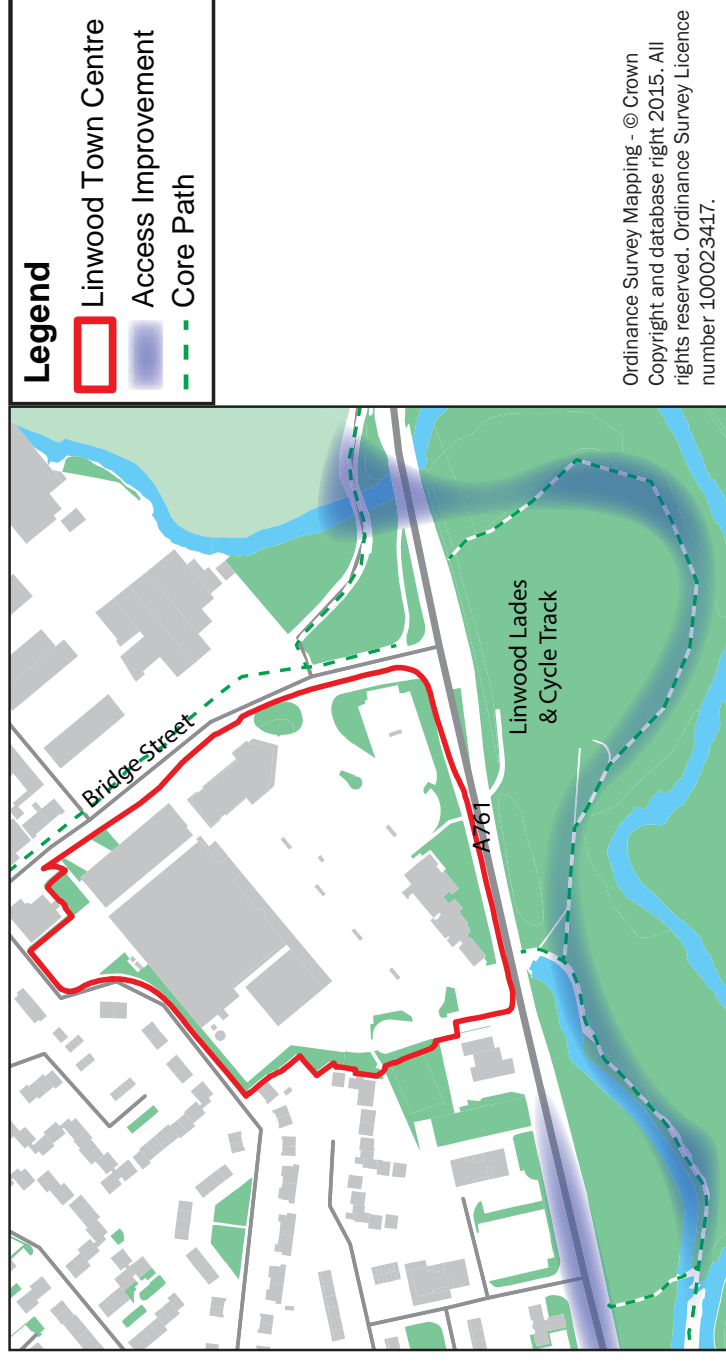 Legend
Linwood Town Centre
Access Improvement
Core Path
Bridge Street
A761
Linwood Lades
& Cycle Track
Ordinance Survey Mapping - © Crown
Copyright and database right 2015. All
rights reserved. Ordinance Survey Licence
number 100023417.